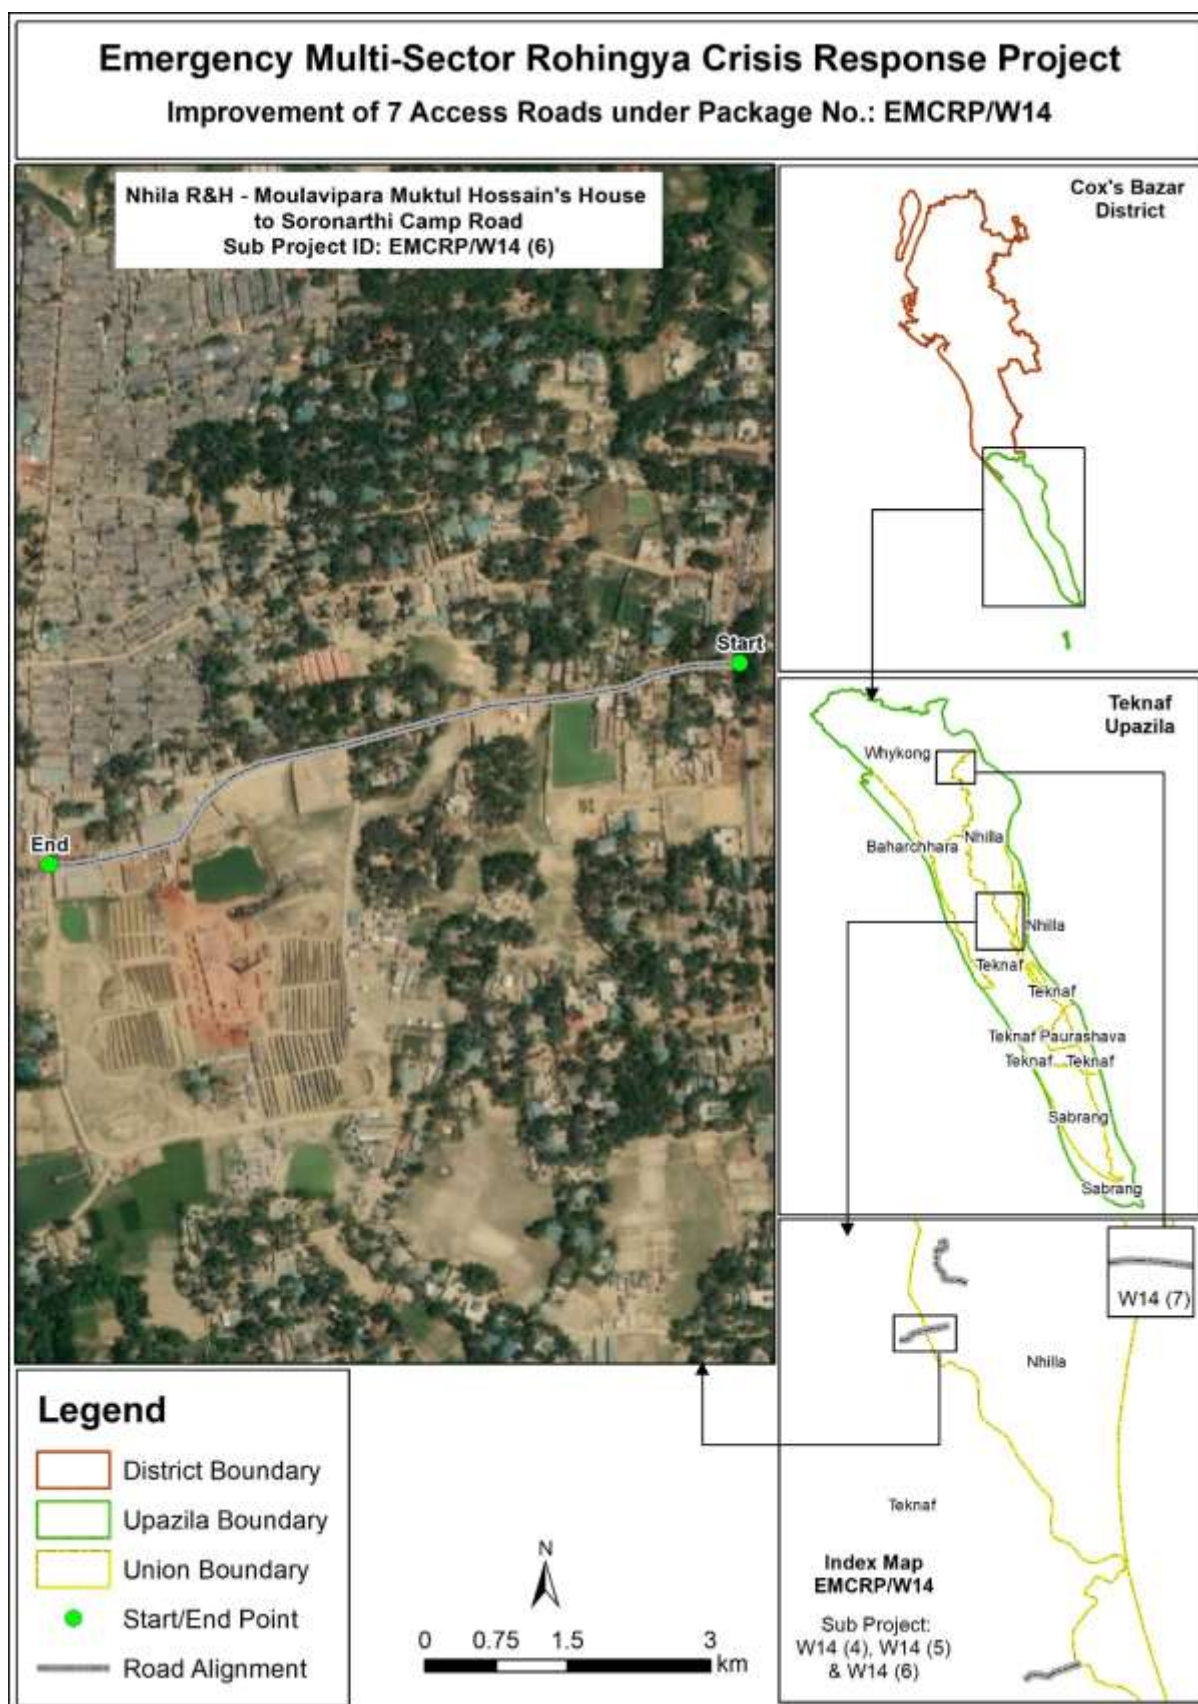 Emergency Multi-Sector Rohingya Crisis Response Project
Improvement of 7 Access Roads under Package No.: EMCRP/W14
Nhila R&H - Moulavipara Muktul Hossain's House
to Soronarthi Camp Road
Sub Project ID: EMCRP/W14 (6)
Start
End
Cox's Bazar
District
Teknaf
Upazila
Whykong
Nhilla
Baharchhara
Nhilla
Teknaf
Teknaf
Teknaf Paurashava
Teknaf
Teknaf
Sabrang
Sabrang
W14 (7)
Nhilla
Teknaf
Index Map
EMCRP/W14
Sub Project:
W14 (4), W14 (5)
& W14 (6)
Legend
District Boundary
Upazila Boundary
Union Boundary
Start/End Point
Road Alignment
N
0 0.75 1.5 3
km